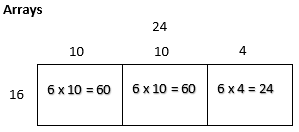 Arrays
24
10 10 4
16 6 x 10 = 60 6 x 10 = 60 6 x 4 = 24